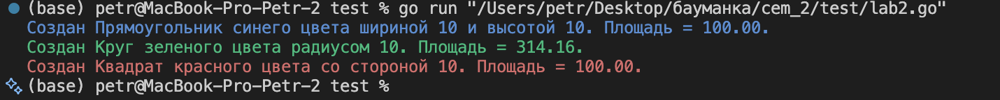 (base) petr@MacBook-Pro-Petr-2 test % go run "/Users/petr/Desktop/бауманка/сем_2/test/lab2.go"
Создан Прямоугольник синего цвета шириной 10 и высотой 10. Площадь = 100.00.
Создан Круг зеленого цвета радиусом 10. Площадь = 314.16.
Создан Квадрат красного цвета со стороной 10. Площадь = 100.00.
(base) petr@MacBook-Pro-Petr-2 test %